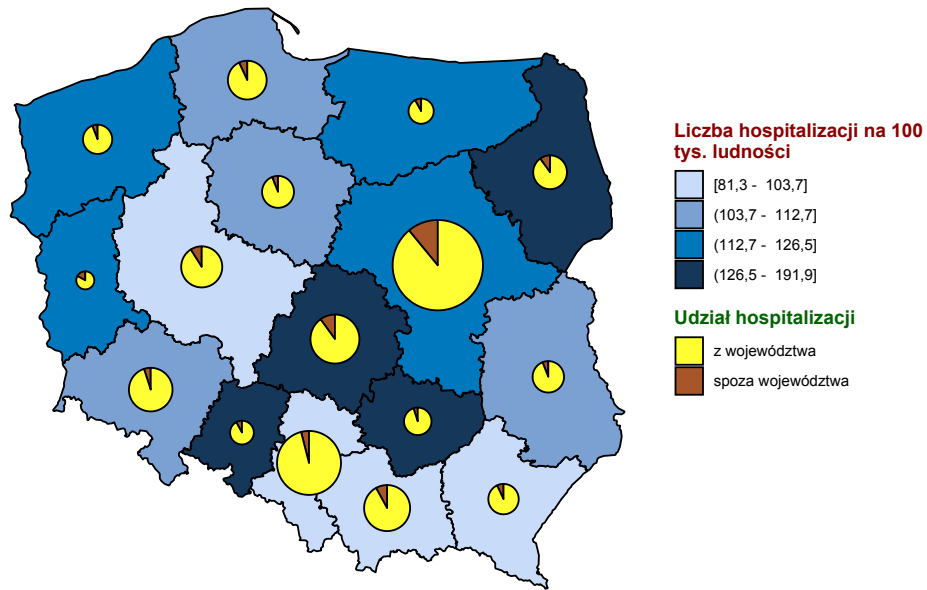 Liczba hospitalizacji na 100
tys. ludności
[81,3 - 103,7]
(103,7 - 112,7]
(112,7 - 126,5]
(126,5 - 191,9]
Udział hospitalizacji
z województwa
spoza województwa